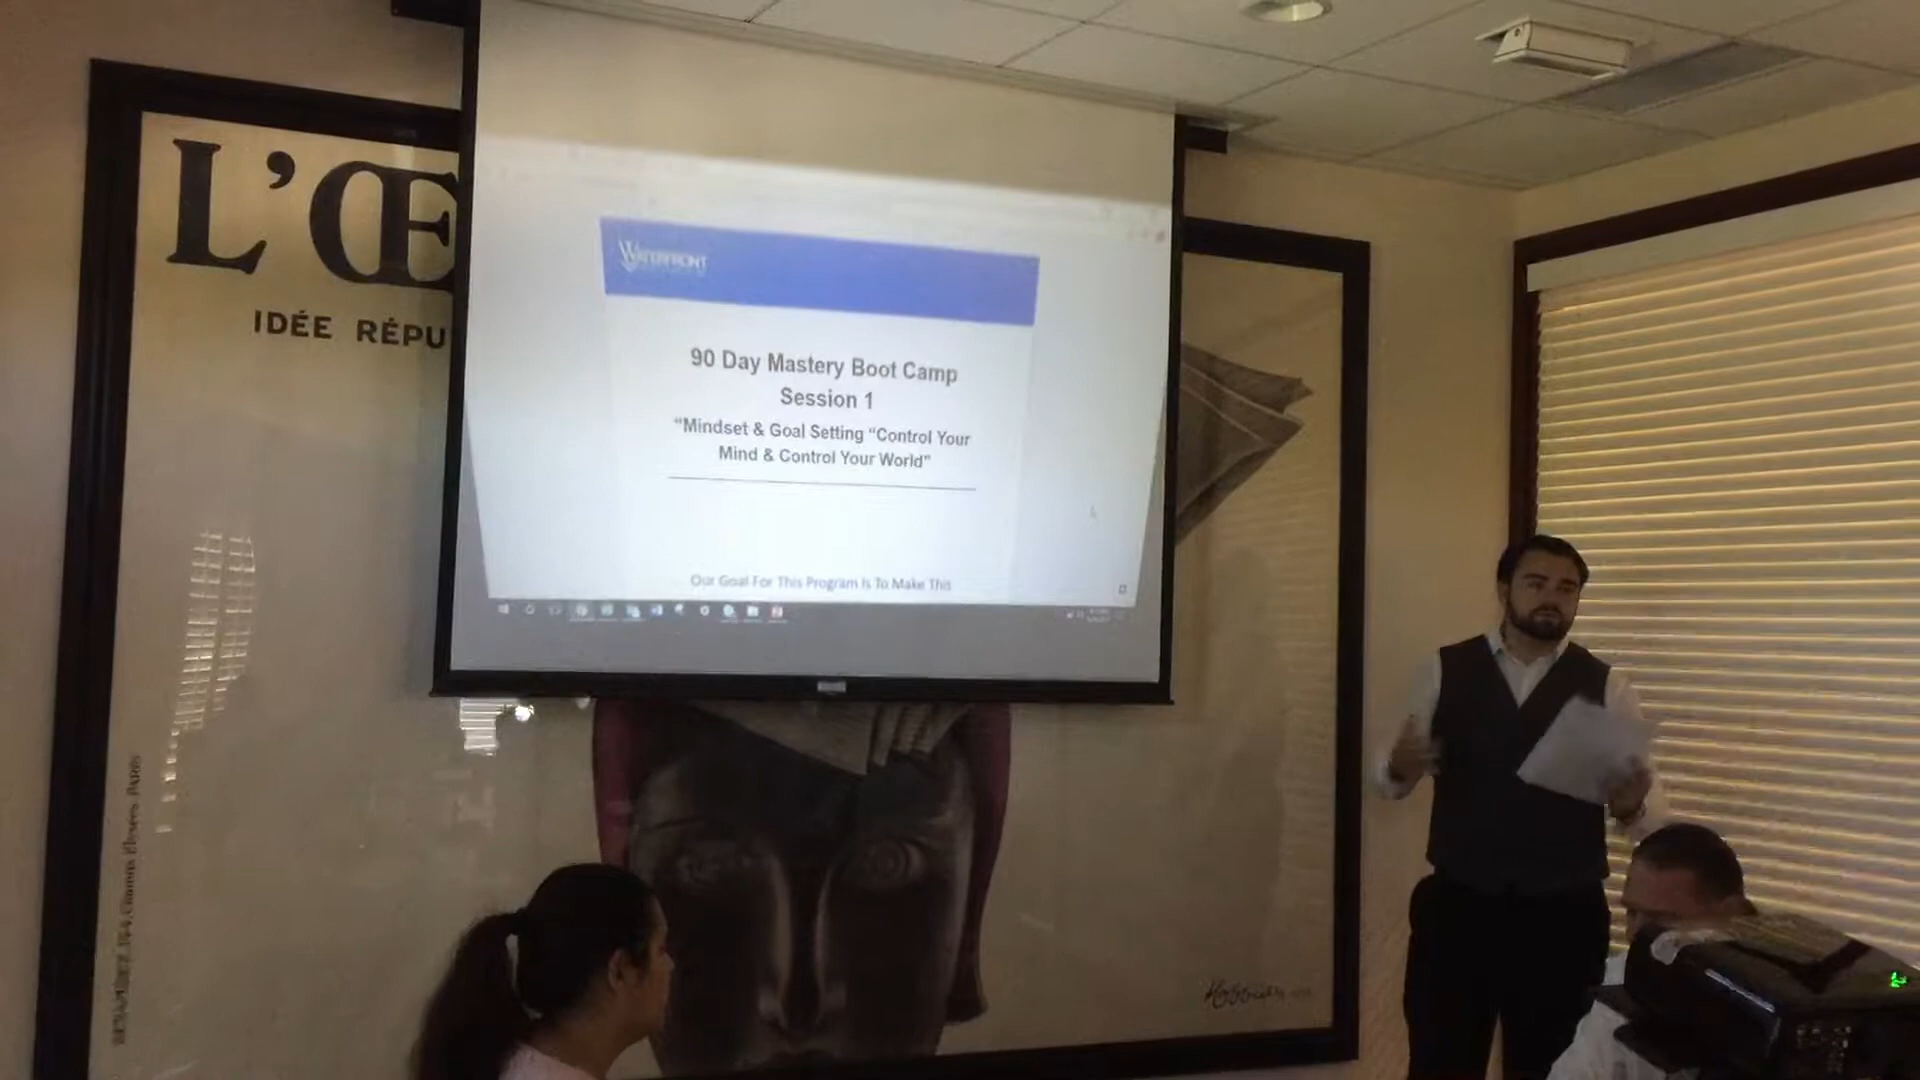 L'Œ
IDÉE RÉPU
WATERFRONT
90 Day Mastery Boot Camp
Session 1
“Mindset & Goal Setting “Control Your
Mind & Control Your World”
Our Goal For This Program Is To Make This